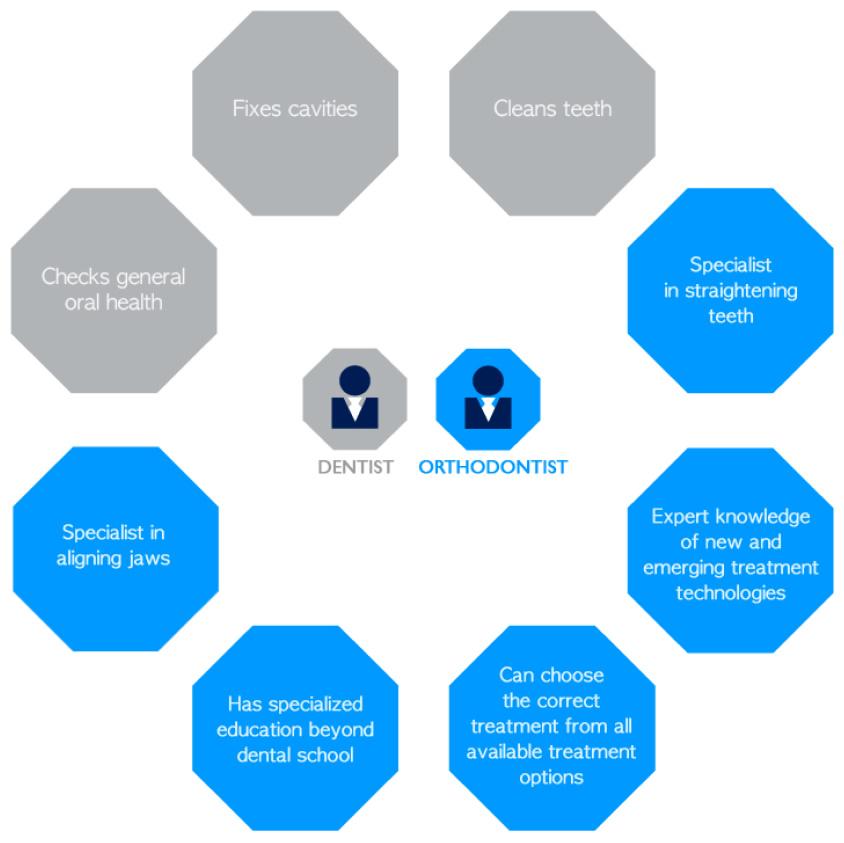 Fixes cavities
Cleans teeth
Checks general
oral health
Specialist
in straightening
teeth
DENTIST
ORTHODONTIST
Specialist in
aligning jaws
Expert knowledge
of new and
emerging treatment
technologies
Has specialized
education beyond
dental school
Can choose
the correct
treatment from all
available treatment
options